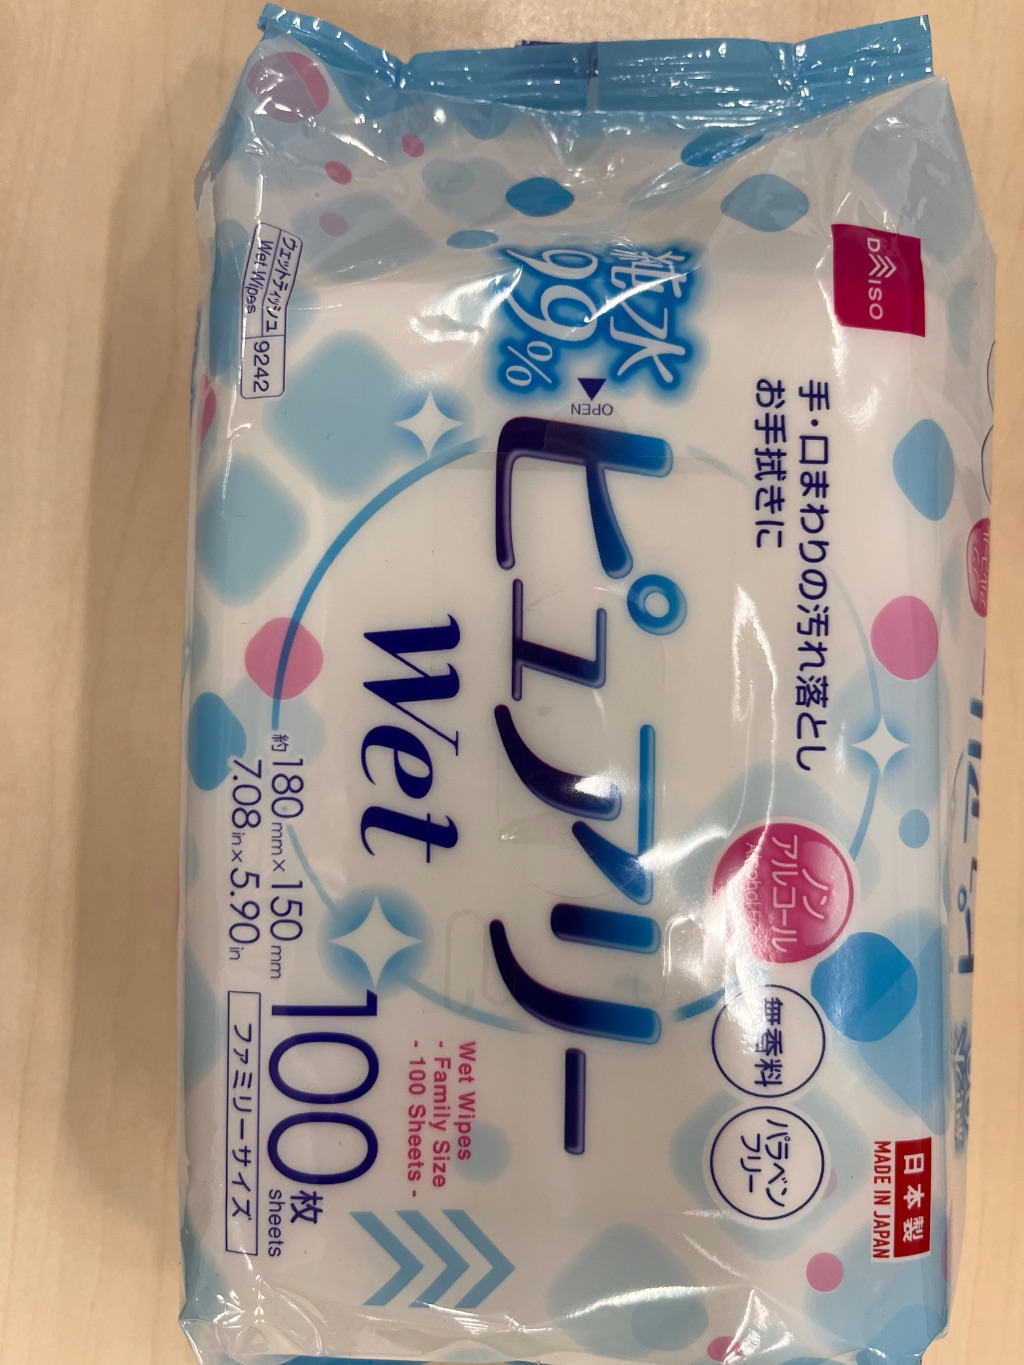 DAISO
手・口まわりの汚れ落とし
お手拭きに
純水
99%
OPEN
ピュアリー
Wet
ノン
アルコール
無香料
パラベン
フリー
日本製
MADE IN JAPAN
ウェットティッシュ
Wet Wipes
9242
約180mm×150mm
7.08in×5.90in
Wet Wipes
- Family Size -
- 100 Sheets -
100枚
sheets
ファミリーサイズ